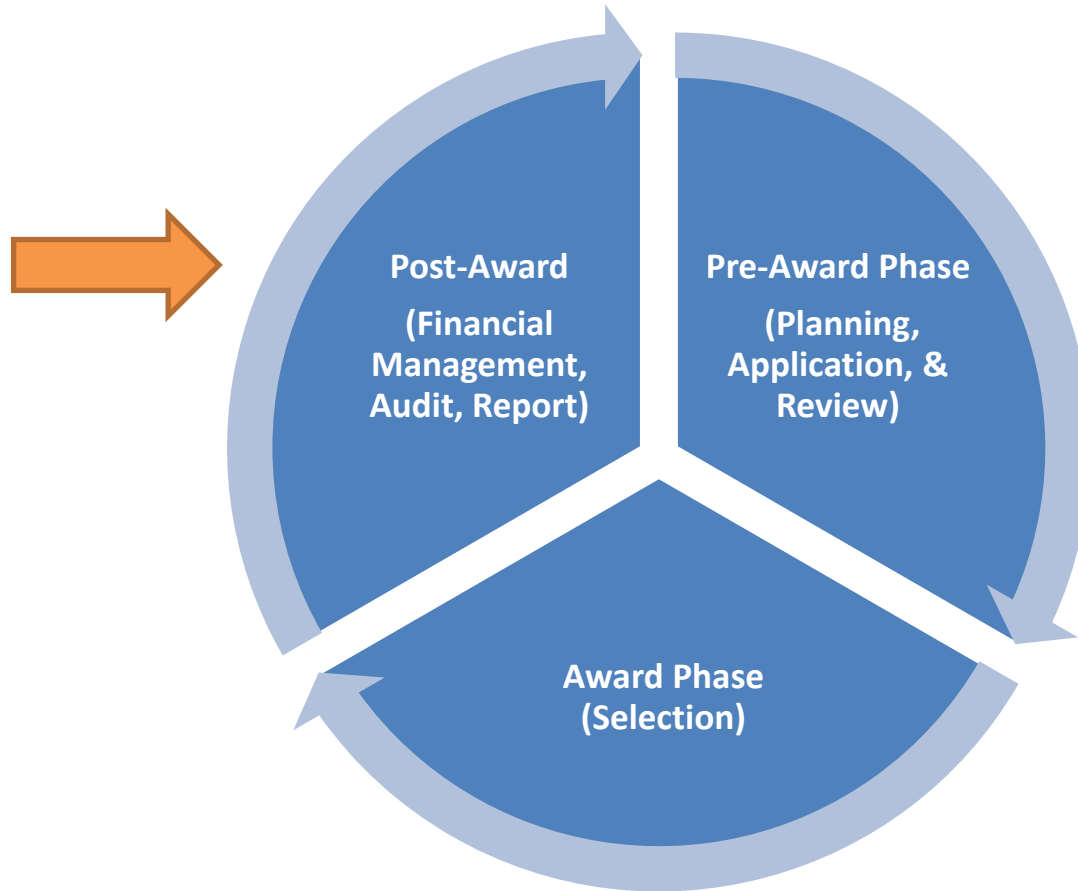 Post-Award
(Financial
Management,
Audit, Report)
Pre-Award Phase
(Planning,
Application, &
Review)
Award Phase
(Selection)